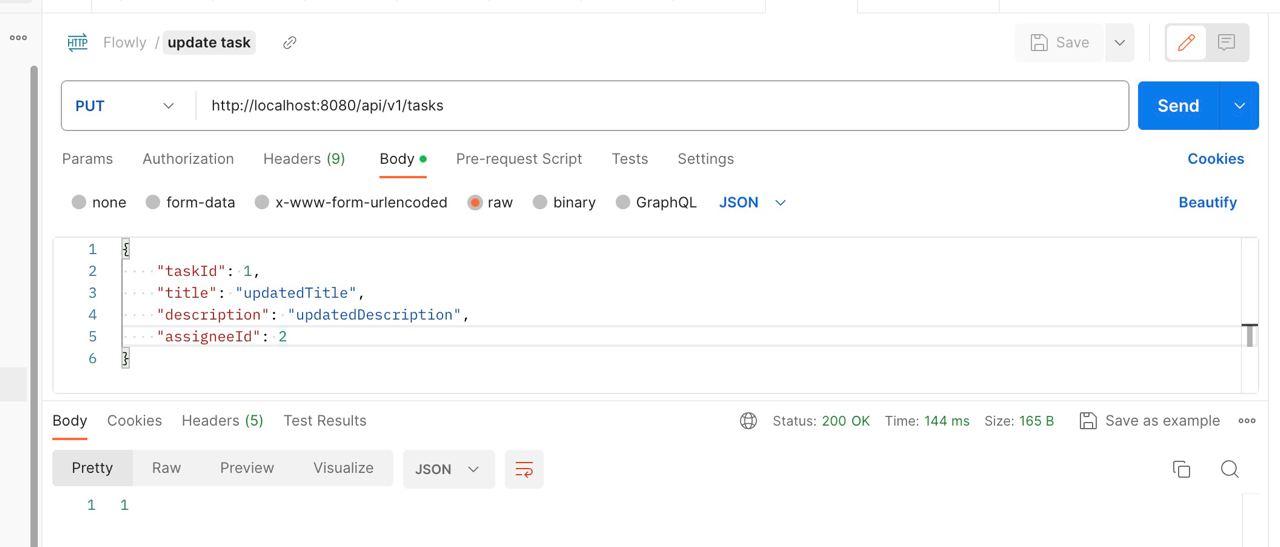 HTTP Flowly / update task Save
PUT http://localhost:8080/api/v1/tasks Send
Params Authorization Headers (9) Body Pre-request Script Tests Settings Cookies
none form-data x-www-form-urlencoded raw binary GraphQL JSON Beautify
1 {
2 "taskId": 1,
3 "title": "updatedTitle",
4 "description": "updatedDescription",
5 "assigneeId": 2
6 }
Body Cookies Headers (5) Test Results Status: 200 OK Time: 144 ms Size: 165 B Save as example
Pretty Raw Preview Visualize JSON
1 1